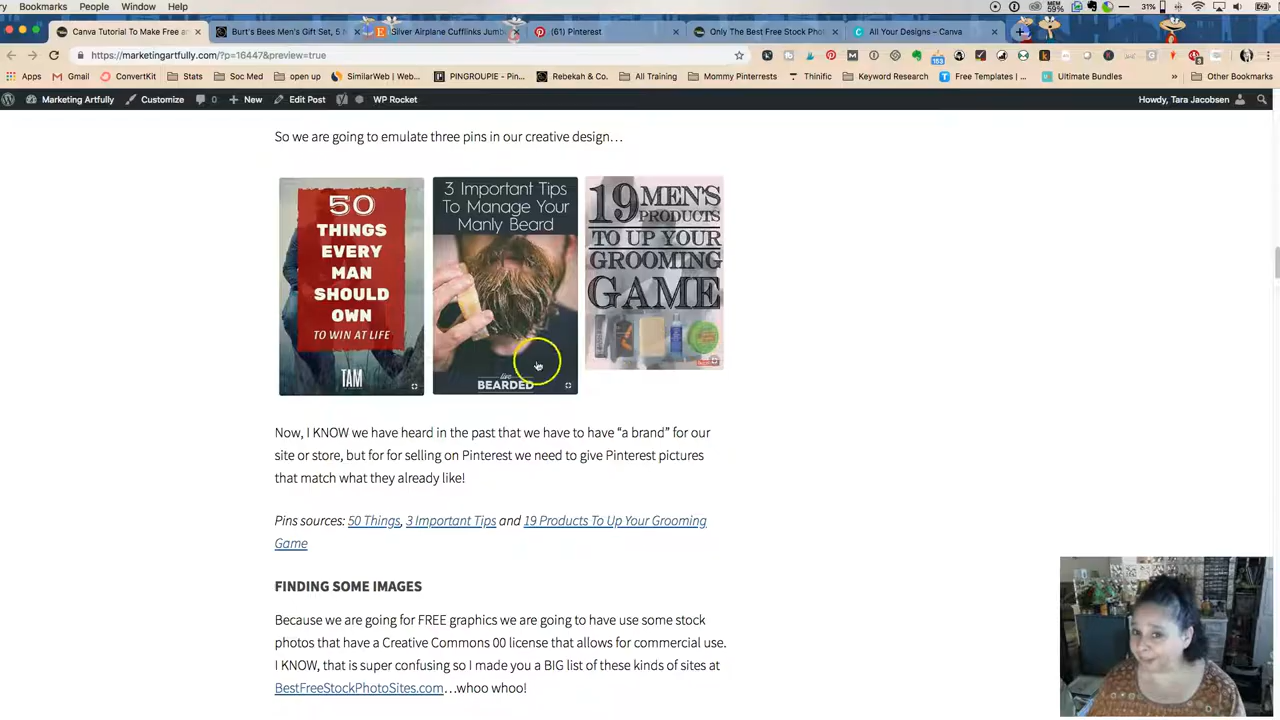 Bookmarks People Window Help
MEM 59% 31%
Canva Tutorial To Make Free an × Burt's Bees Men's Gift Set, 5 N × Silver Airplane Cufflinks Jumb × (61) Pinterest × Only The Best Free Stock Phot × All Your Designs – Canva ×
https://marketingartfully.com/?p=16447&preview=true
Apps Gmail ConvertKit Stats Soc Med open up SimilarWeb | Web... PINGROUPIE - Pin... Rebekah & Co. All Training Mommy Pinterrests Thinific Keyword Research Free Templates |... Ultimate Bundles » Other Bookmarks
Marketing Artfully Customize 0 + New Edit Post WP Rocket Howdy, Tara Jacobsen
So we are going to emulate three pins in our creative design…
50
THINGS
EVERY
MAN
SHOULD
OWN
TO WIN AT LIFE
TAM
3 Important Tips
To Manage Your
Manly Beard
live
BEARDED
19 MEN'S
PRODUCTS
TO UP YOUR
GROOMING
GAME
Now, I KNOW we have heard in the past that we have to have “a brand” for our
site or store, but for for selling on Pinterest we need to give Pinterest pictures
that match what they already like!
Pins sources: 50 Things, 3 Important Tips and 19 Products To Up Your Grooming
Game
FINDING SOME IMAGES
Because we are going for FREE graphics we are going to have use some stock
photos that have a Creative Commons 00 license that allows for commercial use.
I KNOW, that is super confusing so I made you a BIG list of these kinds of sites at
BestFreeStockPhotoSites.com…whoo whoo!